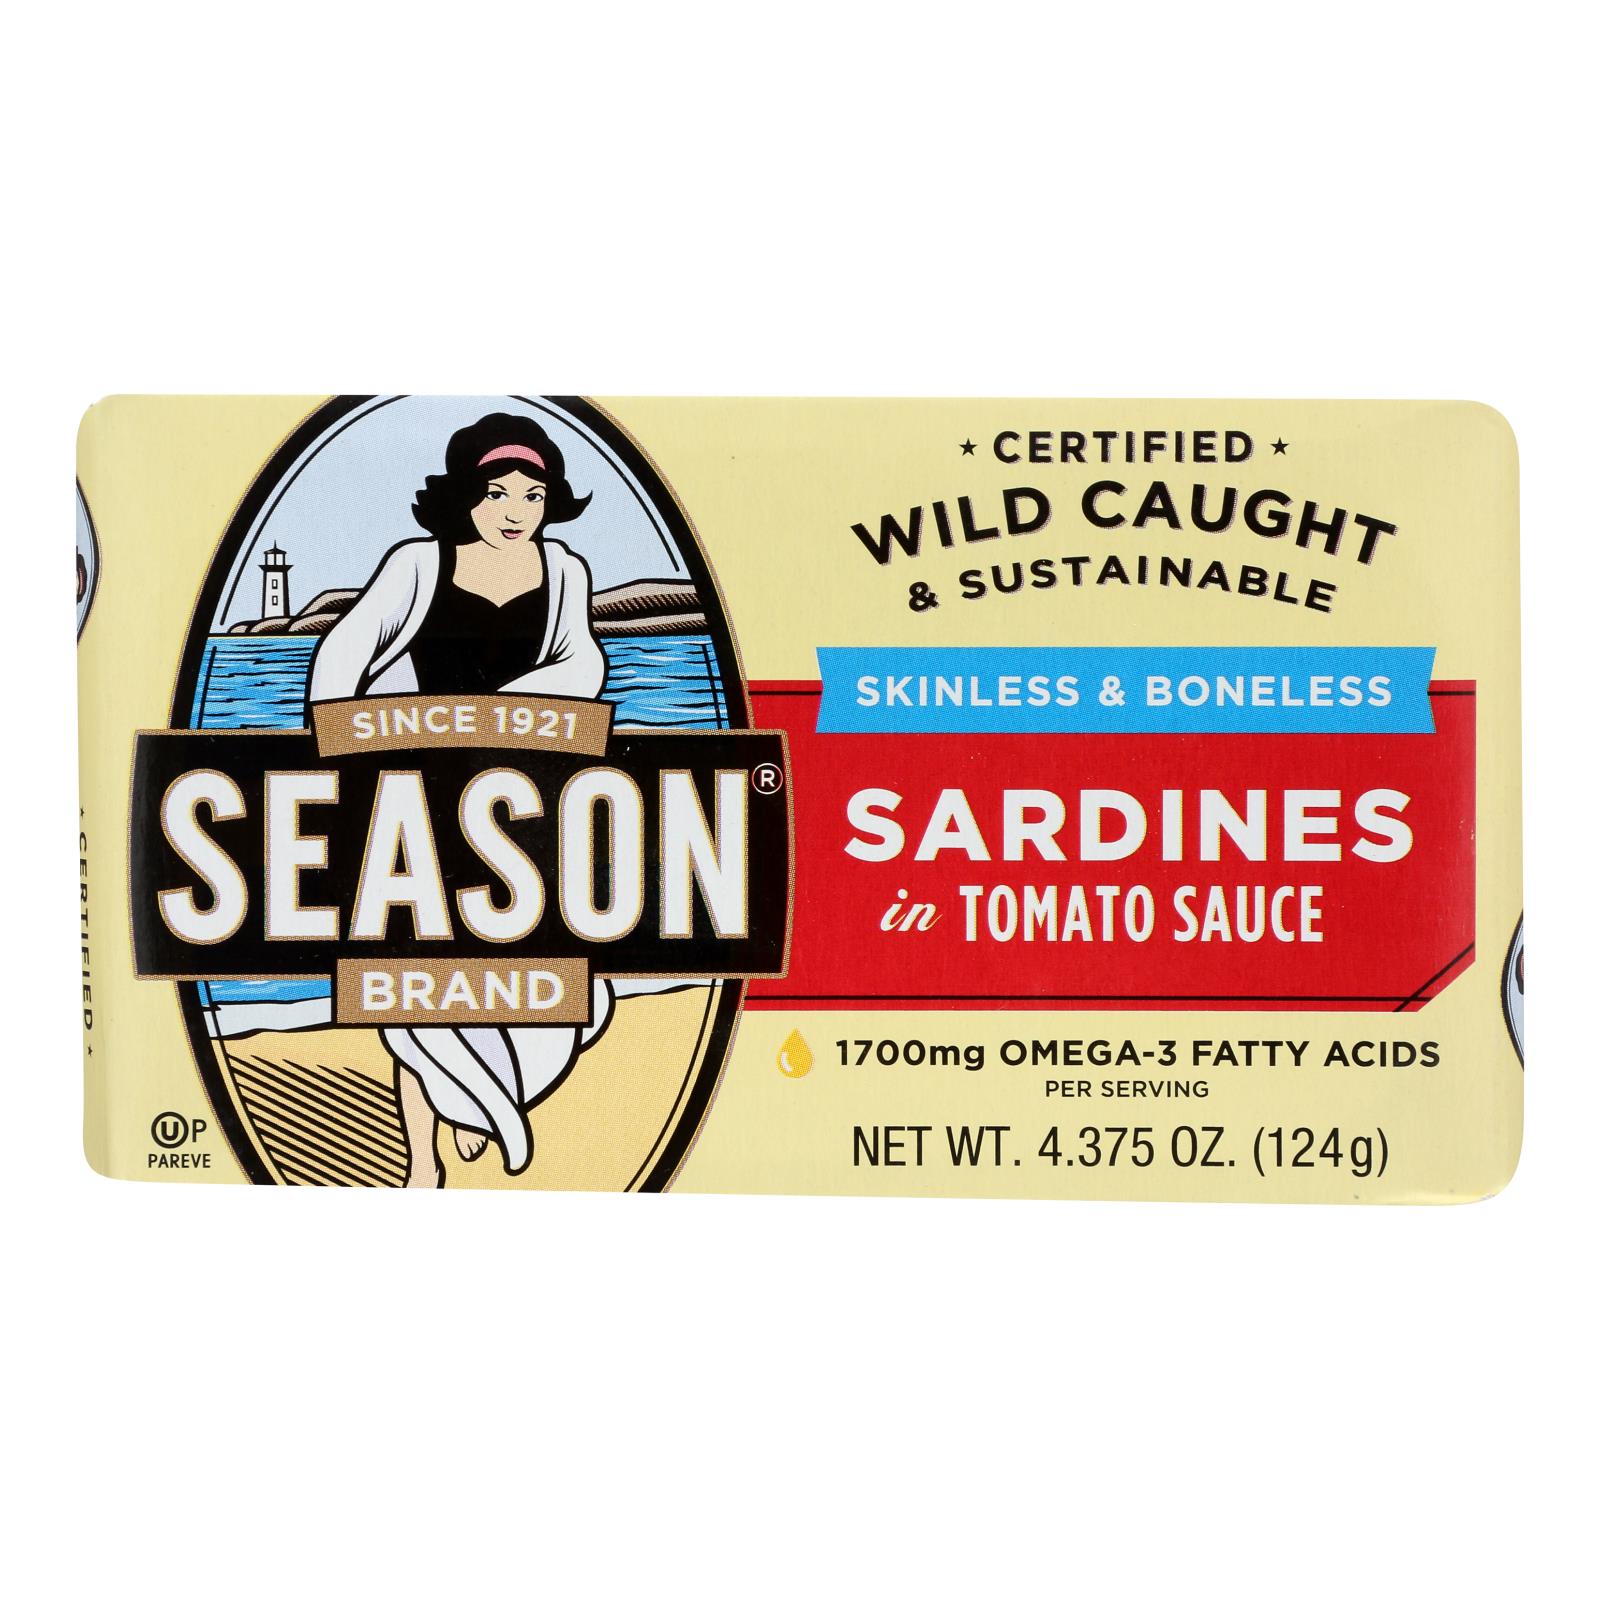 ★ CERTIFIED ★
WILD CAUGHT
& SUSTAINABLE
SKINLESS & BONELESS
SARDINES
in TOMATO SAUCE
1700mg OMEGA-3 FATTY ACIDS
PER SERVING
NET WT. 4.375 OZ. (124g)
SINCE 1921
SEASON®
BRAND
UP
PAREVE
★ CERTIFIED ★